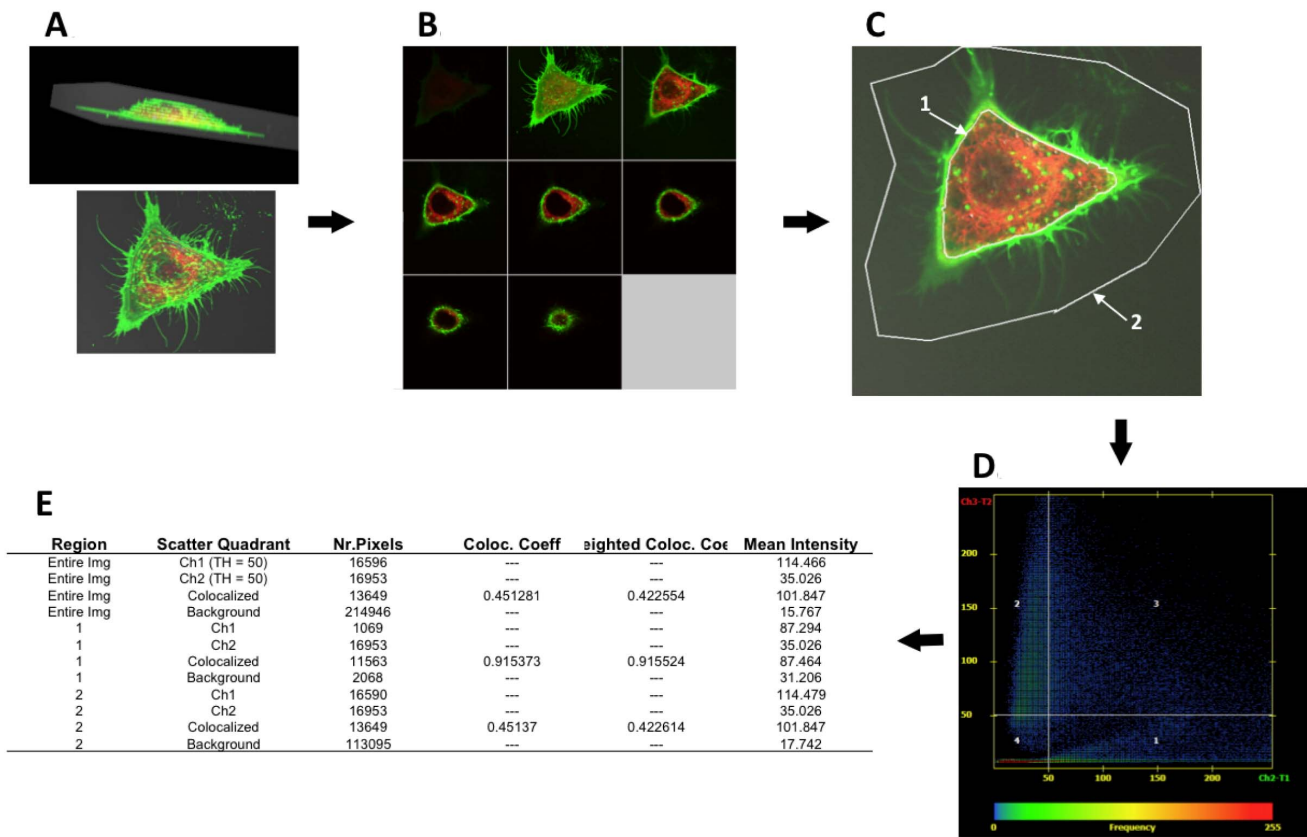 A
B
C
1
2
D
Ch3-T2
200
150
100
50
2
3
4
1
50
100
150
200
Ch2-T1
0
Frequency
255
E
Region Scatter Quadrant Nr.Pixels Coloc. Coeff eighted Coloc. Coe Mean Intensity
Entire Img Ch1 (TH = 50) 16596 --- --- 114.466
Entire Img Ch2 (TH = 50) 16953 --- --- 35.026
Entire Img Colocalized 13649 0.451281 0.422554 101.847
Entire Img Background 214946 --- --- 15.767
1 Ch1 1069 --- --- 87.294
1 Ch2 16953 --- --- 35.026
1 Colocalized 11563 0.915373 0.915524 87.464
1 Background 2068 --- --- 31.206
2 Ch1 16590 --- --- 114.479
2 Ch2 16953 --- --- 35.026
2 Colocalized 13649 0.45137 0.422614 101.847
2 Background 113095 --- --- 17.742